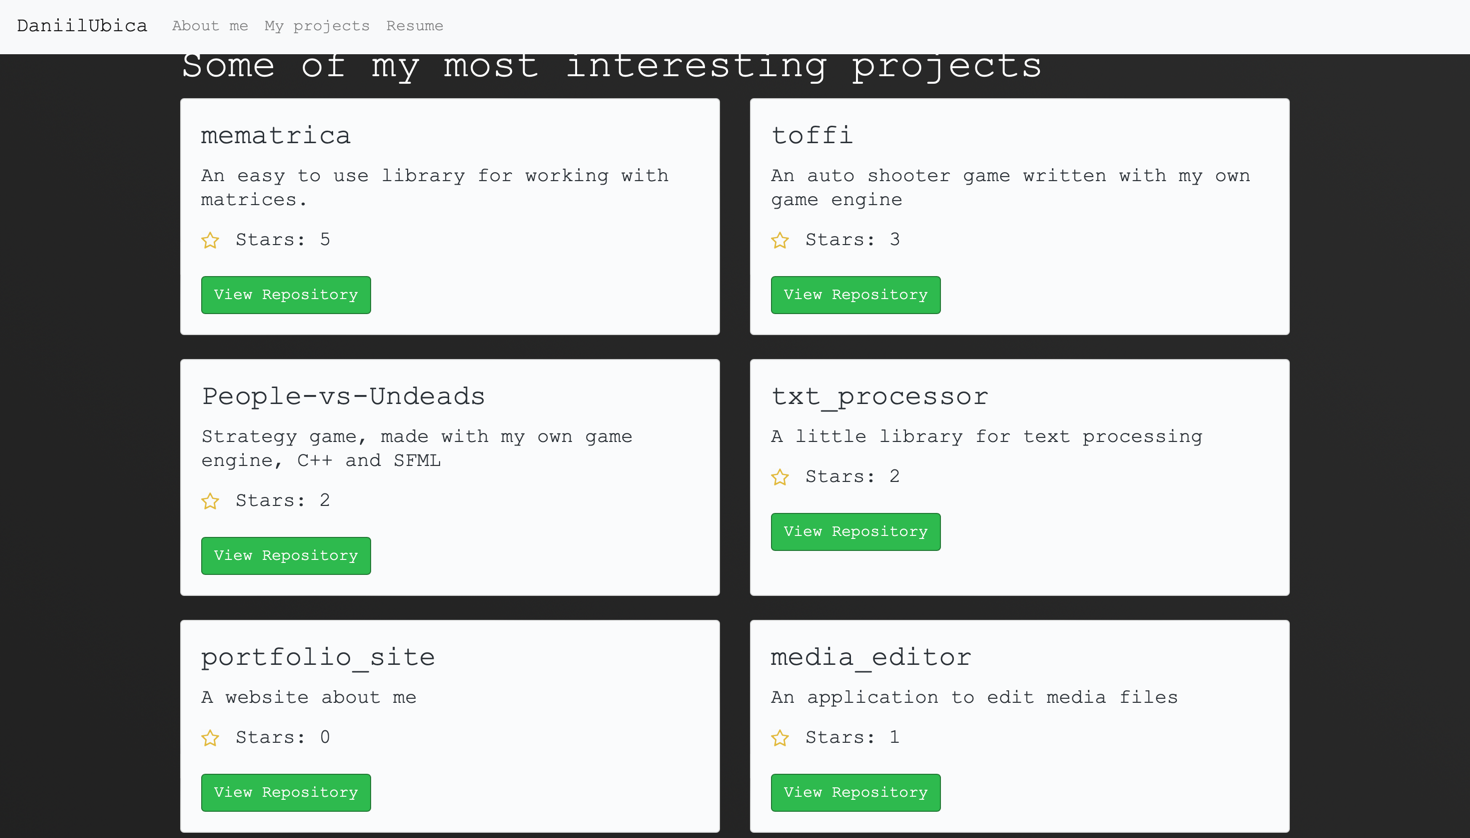 DaniilUbica About me My projects Resume
Some of my most interesting projects
mematrica
An easy to use library for working with
matrices.
Stars: 5
View Repository
toffi
An auto shooter game written with my own
game engine
Stars: 3
View Repository
People-vs-Undeads
Strategy game, made with my own game
engine, C++ and SFML
Stars: 2
View Repository
txt_processor
A little library for text processing
Stars: 2
View Repository
portfolio_site
A website about me
Stars: 0
View Repository
media_editor
An application to edit media files
Stars: 1
View Repository